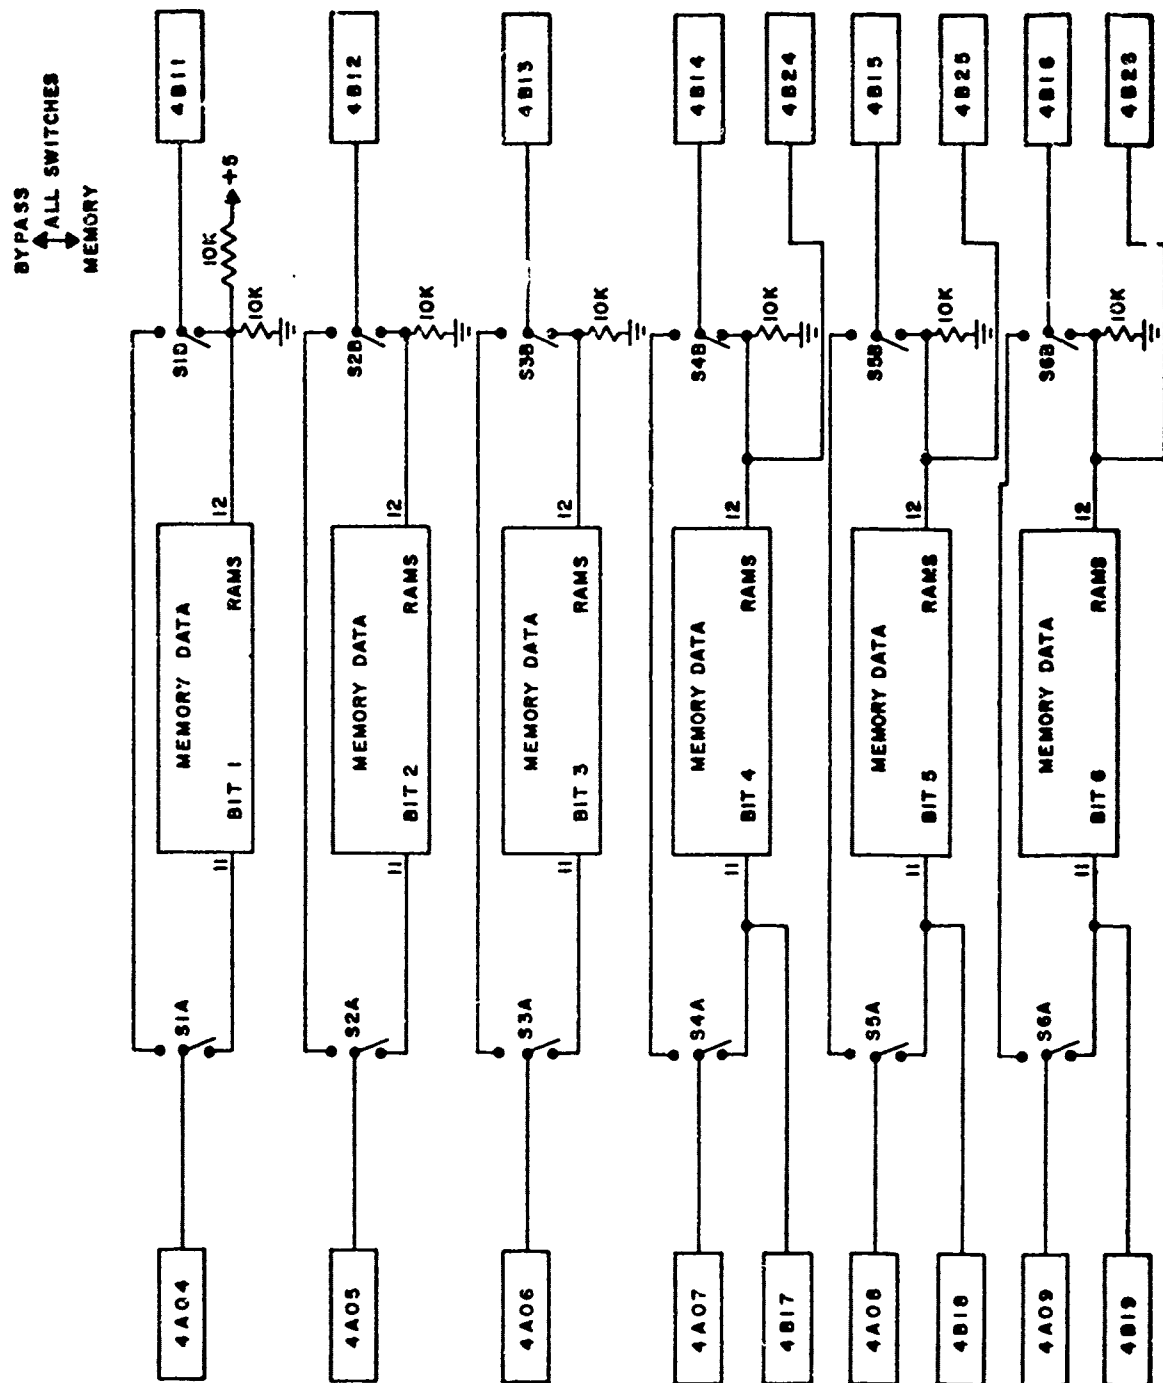 BYPASS
ALL SWITCHES
MEMORY
4A04
S1A
11
MEMORY DATA
BIT 1
RAMS
12
S1D
10K
10K
+5
4B11
4A05
S2A
11
MEMORY DATA
BIT 2
RAMS
12
S2B
10K
4B12
4A06
S3A
11
MEMORY DATA
BIT 3
RAMS
12
S3B
10K
4B13
4A07
4B17
S4A
11
MEMORY DATA
BIT 4
RAMS
12
S4B
10K
4B14
4B24
4A08
4B18
S5A
11
MEMORY DATA
BIT 5
RAMS
12
S5B
10K
4B15
4B25
4A09
4B19
S6A
11
MEMORY DATA
BIT 6
RAMS
12
S6B
10K
4B16